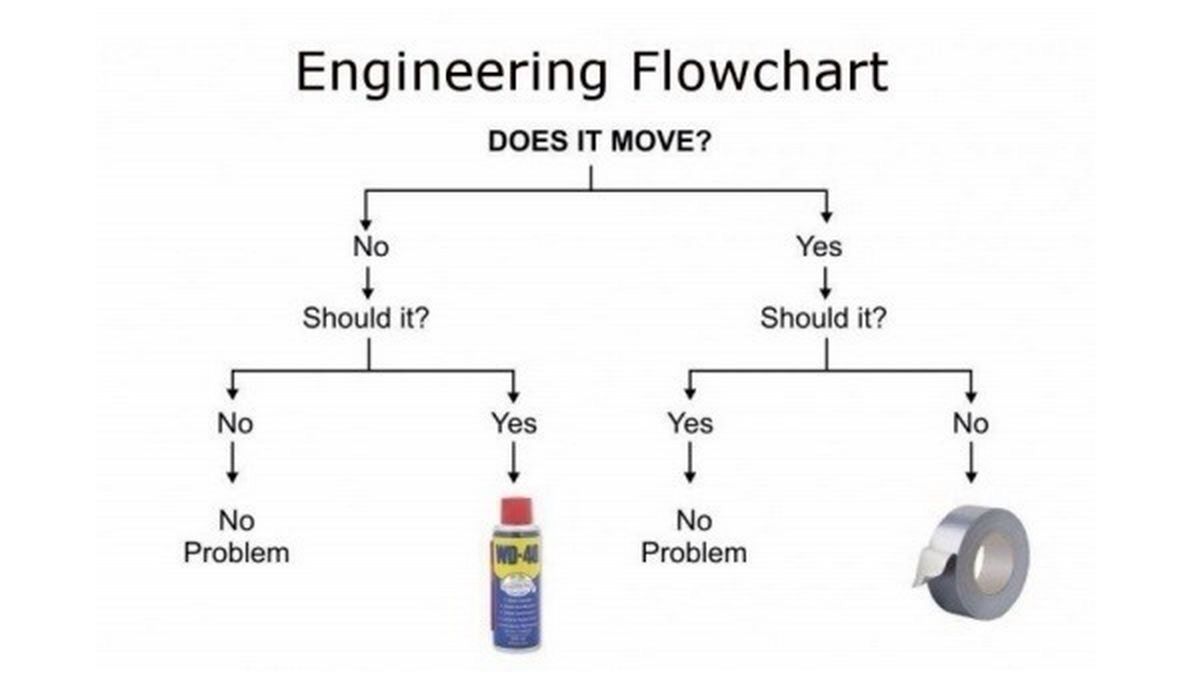 Engineering Flowchart
DOES IT MOVE?
No
Yes
Should it?
Should it?
No
Yes
Yes
No
No
Problem
WD-40
No
Problem